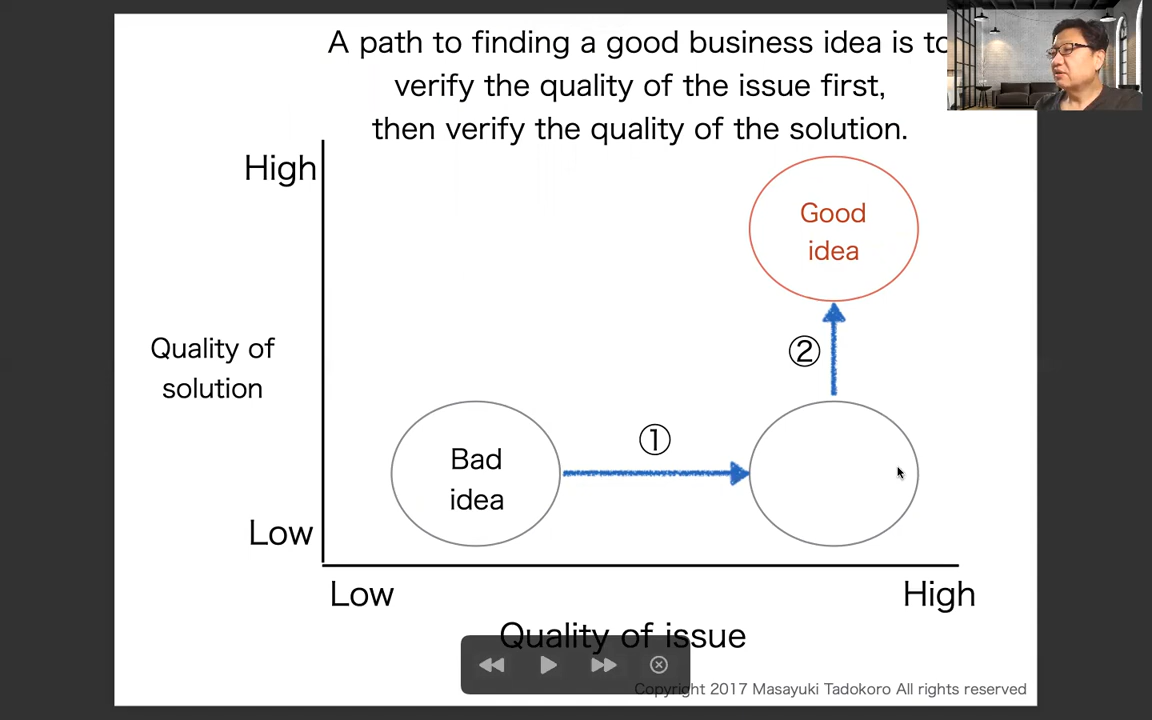 A path to finding a good business idea is to
verify the quality of the issue first,
then verify the quality of the solution.
High
Good
idea
②
Quality of
solution
①
Bad
idea
Low
Low
High
Quality of issue
Copyright 2017 Masayuki Tadokoro All rights reserved